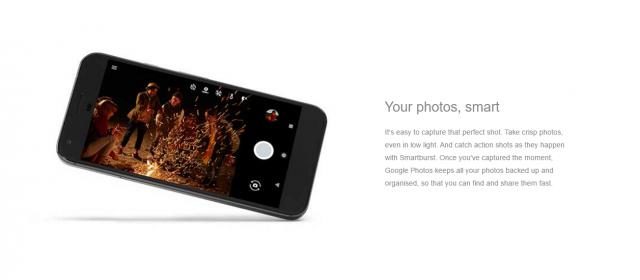 Your photos, smart
It's easy to capture that perfect shot. Take crisp photos,
even in low light. And catch action shots as they happen
with Smartburst. Once you've captured the moment,
Google Photos keeps all your photos backed up and
organised, so that you can find and share them fast.